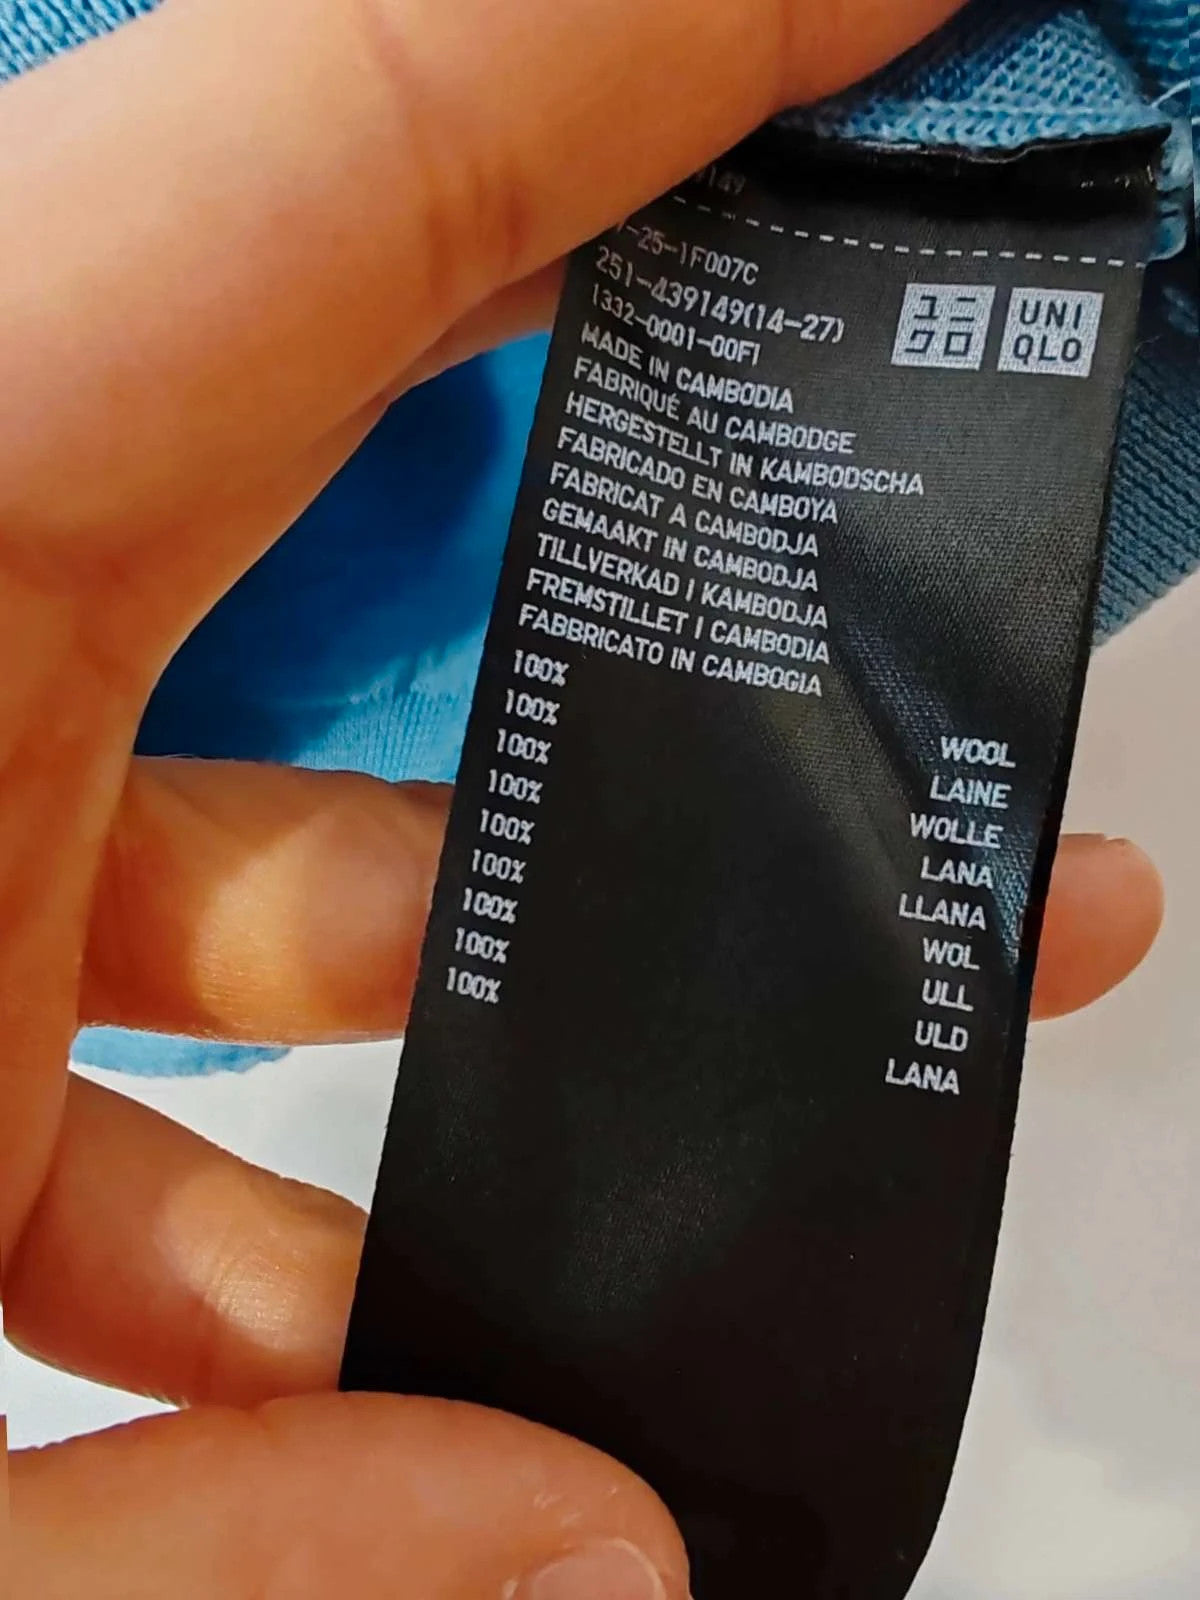 149
-25-1F007C
251-439149(14-27)
1332-0001-00F1
ユニ
クロ
UNI
QLO
MADE IN CAMBODIA
FABRIQUÉ AU CAMBODGE
HERGESTELLT IN KAMBODSCHA
FABRICADO EN CAMBOYA
FABRICAT A CAMBODJA
GEMAAKT IN CAMBODJA
TILLVERKAD I KAMBODJA
FREMSTILLET I CAMBODIA
FABBRICATO IN CAMBOGIA
100% WOOL
100% LAINE
100% WOLLE
100% LANA
100% LLANA
100% WOL
100% ULL
100% ULD
100% LANA